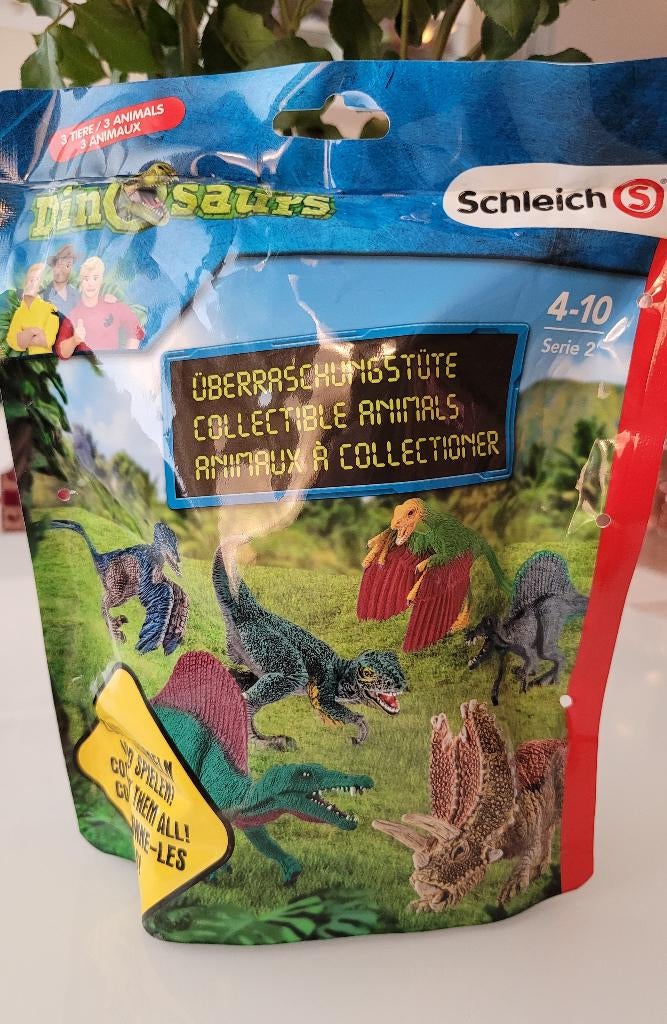 3 TIERE / 3 ANIMALS
3 ANIMAUX
DinOsaurs
Schleich S
4-10
Serie 2
ÜBERRASCHUNGSTÜTE
COLLECTIBLE ANIMALS
ANIMAUX À COLLECTIONER
SPIELEN!
THEM ALL!
-LES